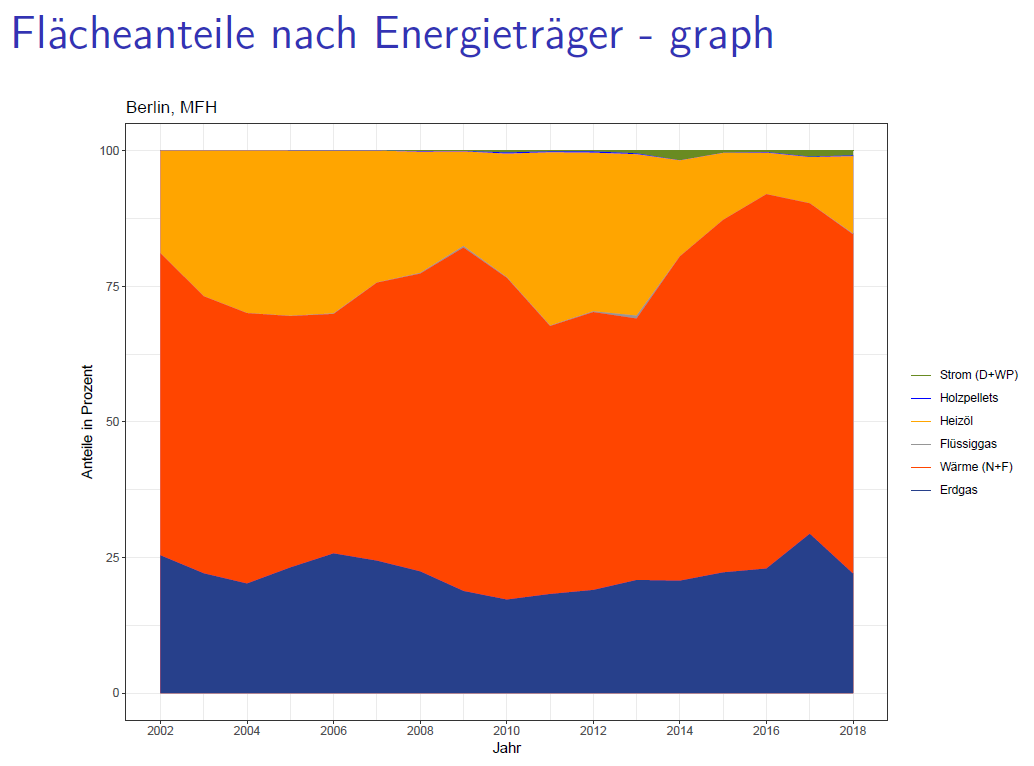 Flächeanteile nach Energieträger - graph
Berlin, MFH
100
75
50
25
0
Anteile in Prozent
2002 2004 2006 2008 2010 2012 2014 2016 2018
Jahr
Strom (D+WP)
Holzpellets
Heizöl
Flüssiggas
Wärme (N+F)
Erdgas